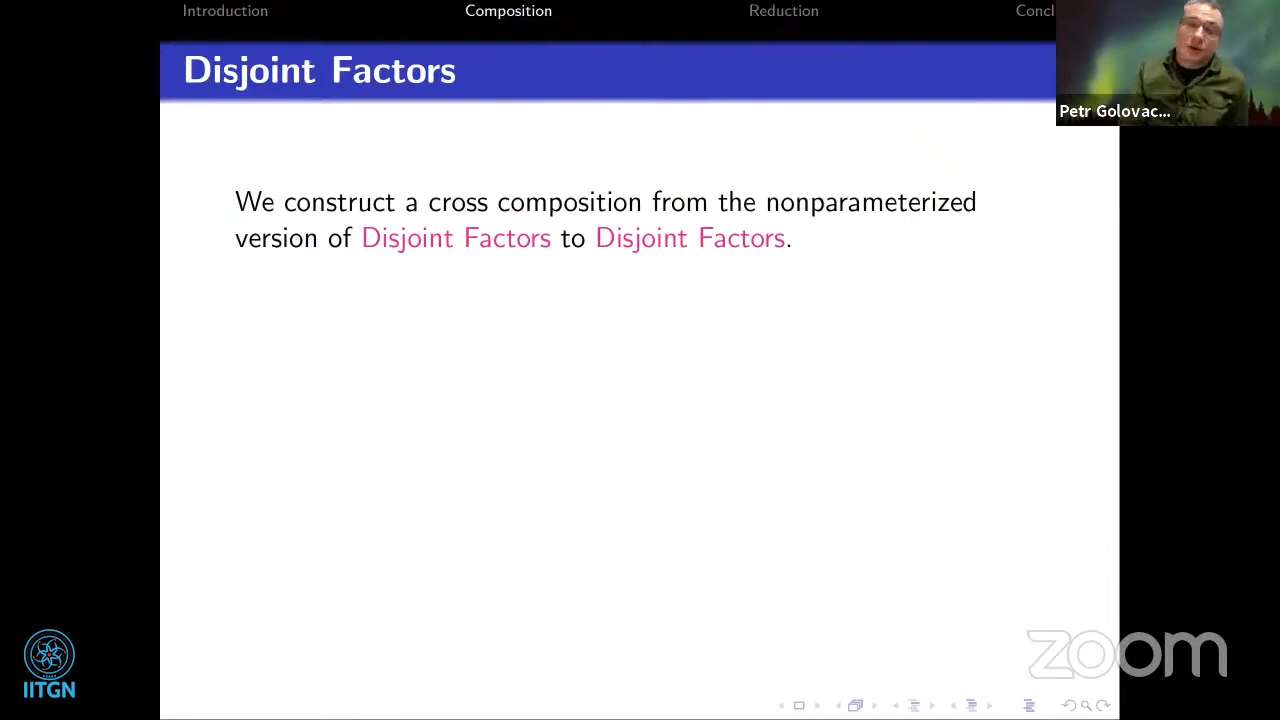 Introduction
Composition
Reduction
Concl
Disjoint Factors
Petr Golovac...
We construct a cross composition from the nonparameterized
version of Disjoint Factors to Disjoint Factors.
IITGN
zoom